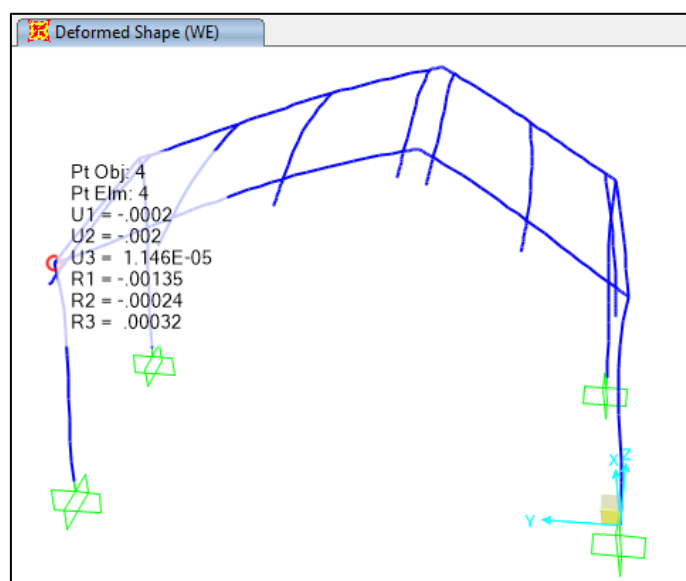 Deformed Shape (WE)
Pt Obj: 4
Pt Elm: 4
U1 = -.0002
U2 = -.002
U3 = 1.146E-05
R1 = -.00135
R2 = -.00024
R3 = .00032
X Z
Y